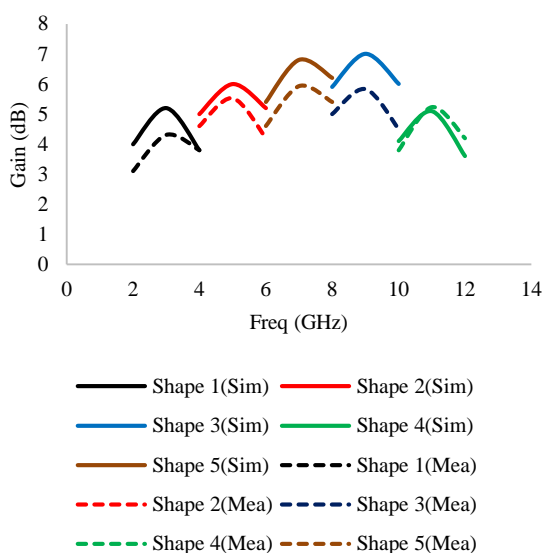 8
7
6
5
4
3
2
1
0
Gain (dB)
0 2 4 6 8 10 12 14
Freq (GHz)
Shape 1(Sim) Shape 2(Sim)
Shape 3(Sim) Shape 4(Sim)
Shape 5(Sim) Shape 1(Mea)
Shape 2(Mea) Shape 3(Mea)
Shape 4(Mea) Shape 5(Mea)